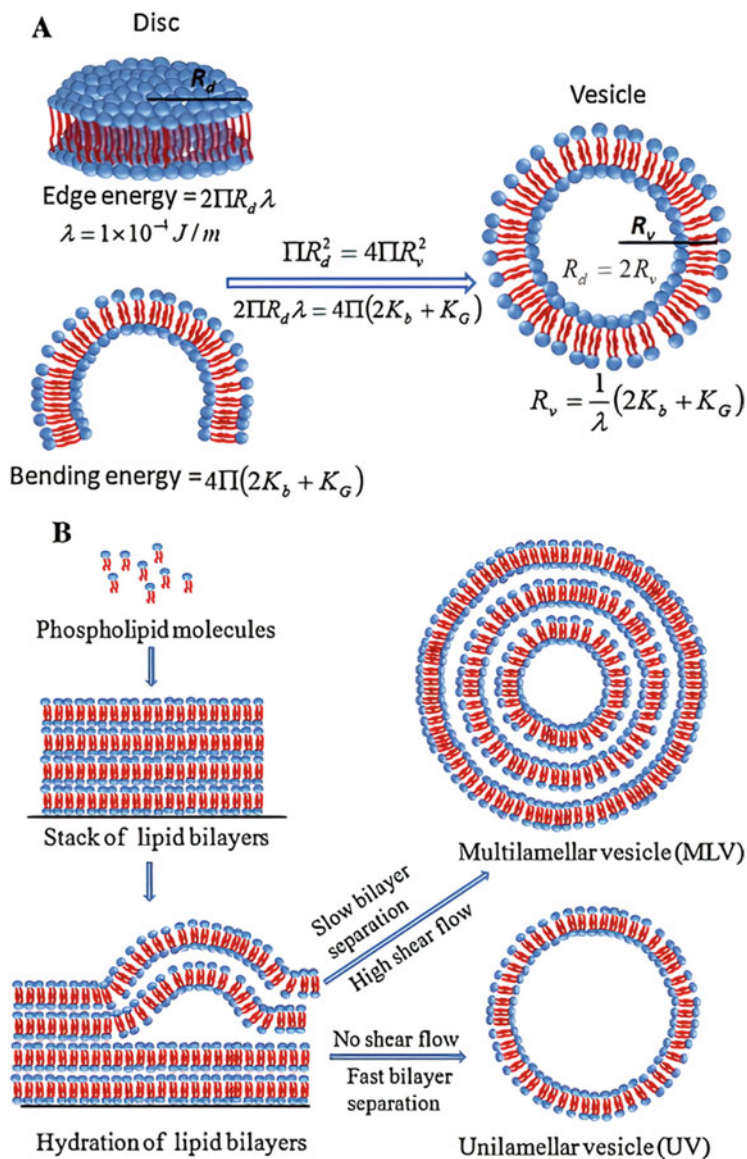 A
Disc
R_d
Edge energy = 2ΠR_dλ
λ = 1×10⁻⁴ J/m
ΠR_d² = 4ΠR_v²
2ΠR_dλ = 4Π(2K_b + K_G)
Bending energy = 4Π(2K_b + K_G)
Vesicle
R_v
R_d = 2R_v
R_v = 1/λ (2K_b + K_G)
B
Phospholipid molecules
Stack of lipid bilayers
Hydration of lipid bilayers
Slow bilayer
separation
High shear flow
No shear flow
Fast bilayer
separation
Multilamellar vesicle (MLV)
Unilamellar vesicle (UV)